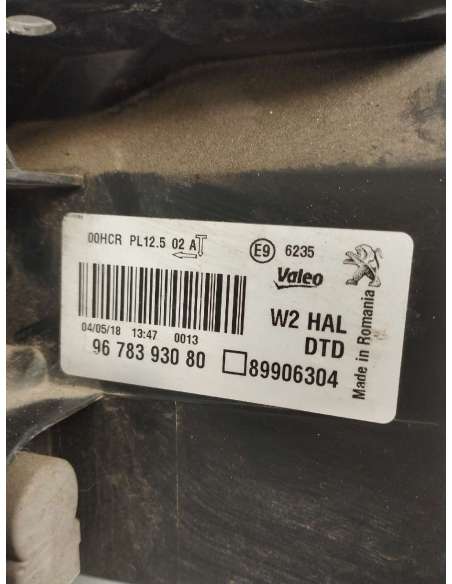 00HCR PL12.5 02 A
E9 6235
Valeo
W2 HAL
DTD
04/05/18 13:47 0013
96 783 930 80
89906304
Made in Romania